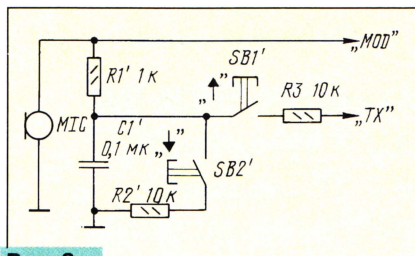 „MOD"
SB1'
R1' 1к
„↑"
R3 10к
„TX"
MIC
C1'
0,1 мк
„↓"
SB2'
R2' 10к